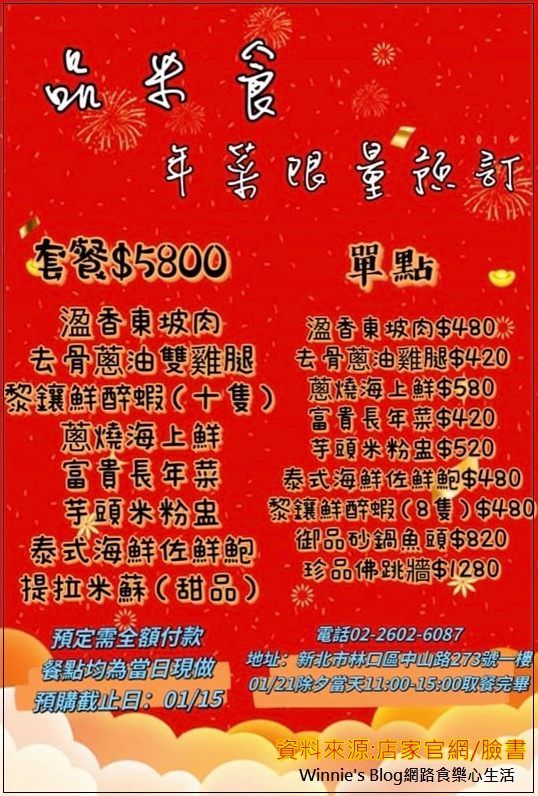 品米食
2019
年菜限量預訂
套餐$5800
溫香東坡肉
去骨蔥油雙雞腿
黎鑲鮮醉蝦(十隻)
蔥燒海上鮮
富貴長年菜
芋頭米粉盅
泰式海鮮佐鮮鮑
提拉米蘇(甜品)
單點
溫香東坡肉$480
去骨蔥油雞腿$420
蔥燒海上鮮$580
富貴長年菜$420
芋頭米粉盅$520
泰式海鮮佐鮮鮑$480
黎鑲鮮醉蝦(8隻)$480
御品砂鍋魚頭$820
珍品佛跳牆$1280
預定需全額付款
餐點均為當日現做
預購截止日：01/15
電話02-2602-6087
地址：新北市林口區中山路273號一樓
01/21除夕當天11:00-15:00取餐完畢
資料來源:店家官網/臉書
Winnie's Blog網路食樂心生活